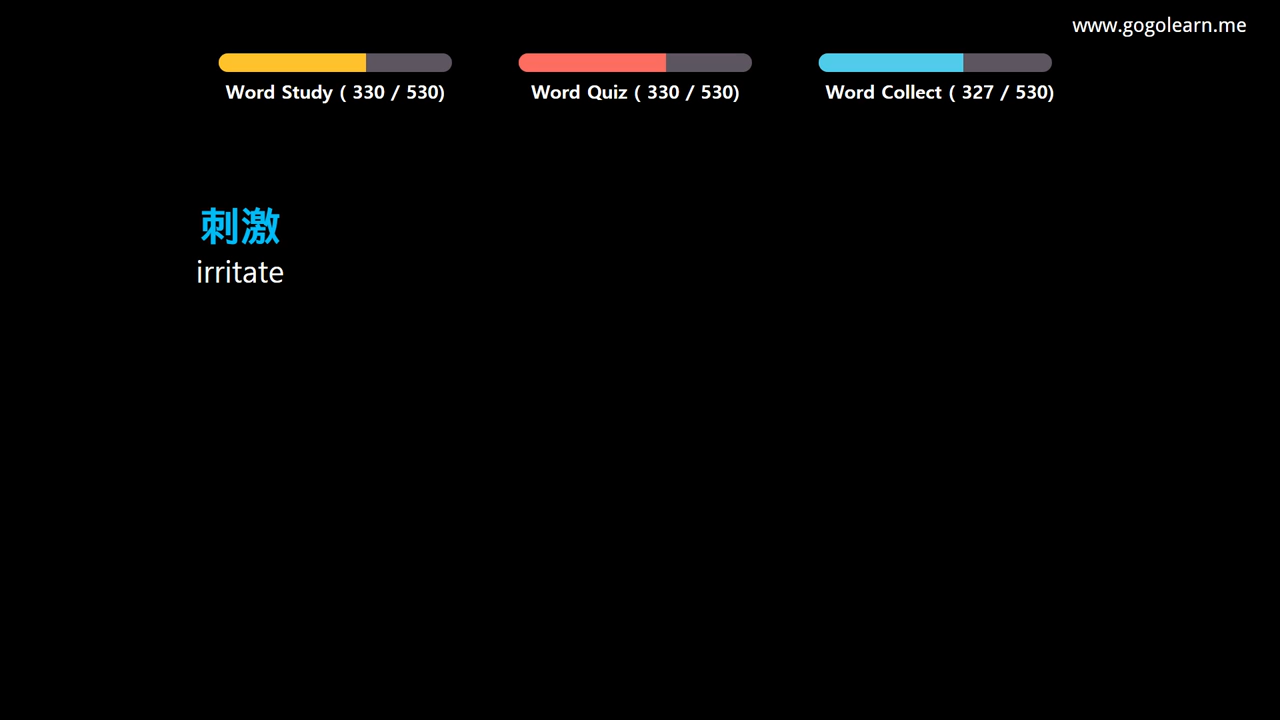 www.gogolearn.me
Word Study ( 330 / 530)
Word Quiz ( 330 / 530)
Word Collect ( 327 / 530)
刺激
irritate